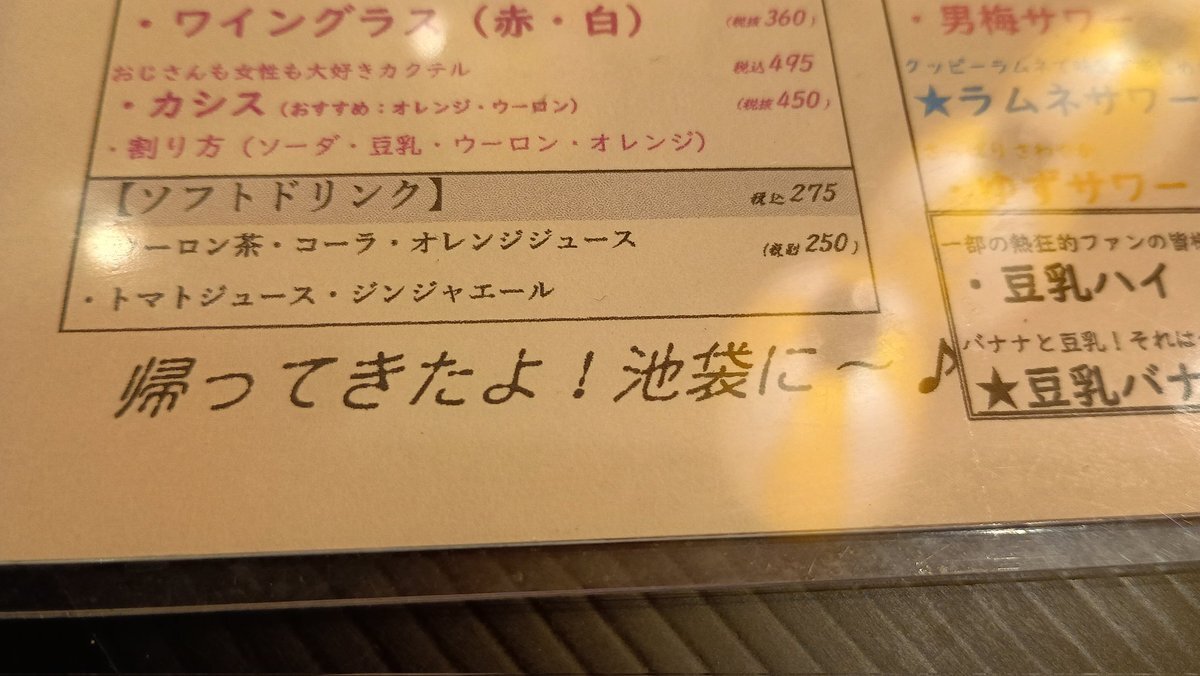 ・ワイングラス（赤・白）
(税抜360)
おじさんも女性も大好きカクテル
税込495
・カシス（おすすめ：オレンジ・ウーロン）
(税抜450)
・割り方（ソーダ・豆乳・ウーロン・オレンジ）
【ソフトドリンク】
税込275
ーロン茶・コーラ・オレンジジュース
(税抜250)
・トマトジュース・ジンジャエール
帰ってきたよ！池袋に～♪
・男梅サワー
★ラムネサワー
・ゆずサワー
一部の熱狂的ファンの皆様
・豆乳ハイ
バナナと豆乳！それは
★豆乳バナ